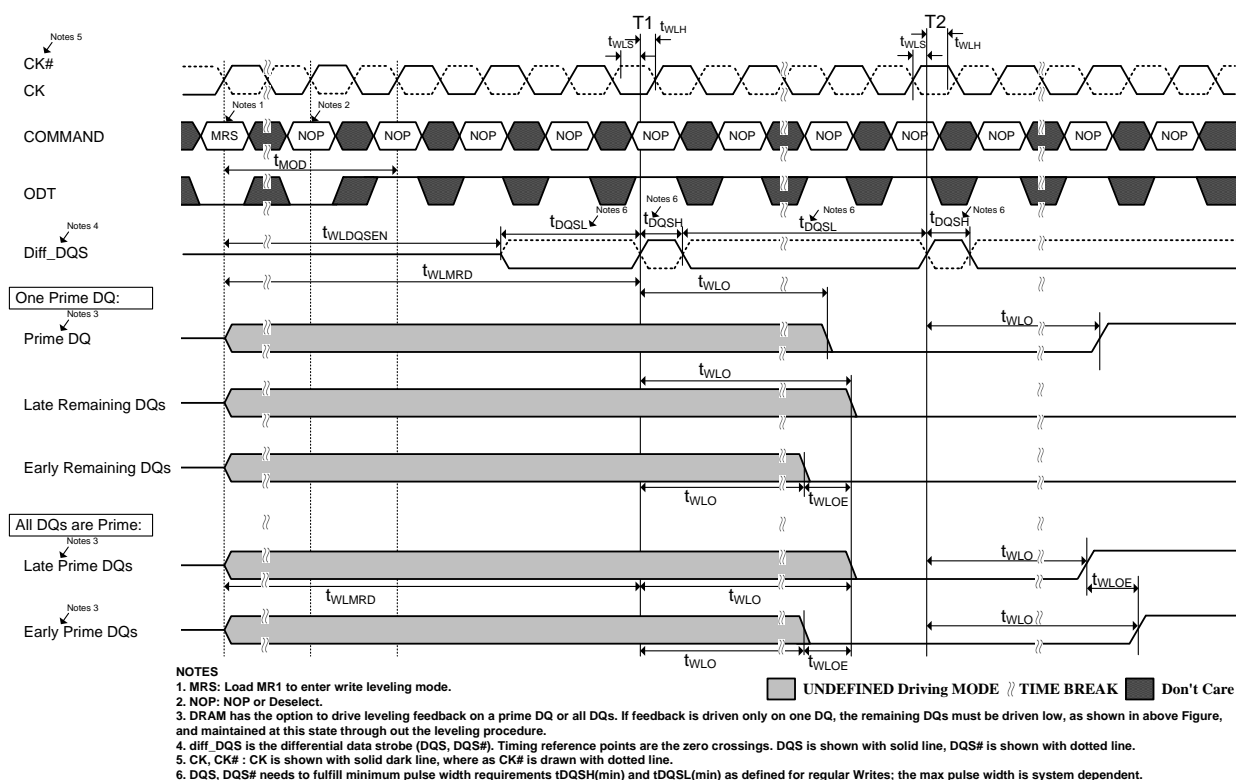 T1 T2
tWLS tWLH tWLS tWLH
Notes 5
CK#
CK
Notes 1 Notes 2
COMMAND MRS NOP NOP NOP NOP NOP NOP NOP NOP NOP NOP NOP
tMOD
ODT
Notes 6 Notes 6 Notes 6 Notes 6
Notes 4
tDQSL tDQSH tDQSL tDQSH
tWLDQSEN
Diff_DQS
tWLMRD
tWLO
One Prime DQ:
Notes 3
tWLO
Prime DQ
tWLO
Late Remaining DQs
Early Remaining DQs
tWLO tWLOE
All DQs are Prime:
Notes 3
tWLO
Late Prime DQs
tWLOE
tWLMRD tWLO
Notes 3
tWLO
Early Prime DQs
tWLO tWLOE
NOTES
1. MRS: Load MR1 to enter write leveling mode.
UNDEFINED Driving MODE TIME BREAK Don't Care
2. NOP: NOP or Deselect.
3. DRAM has the option to drive leveling feedback on a prime DQ or all DQs. If feedback is driven only on one DQ, the remaining DQs must be driven low, as shown in above Figure,
and maintained at this state through out the leveling procedure.
4. diff_DQS is the differential data strobe (DQS, DQS#). Timing reference points are the zero crossings. DQS is shown with solid line, DQS# is shown with dotted line.
5. CK, CK# : CK is shown with solid dark line, where as CK# is drawn with dotted line.
6. DQS, DQS# needs to fulfill minimum pulse width requirements tDQSH(min) and tDQSL(min) as defined for regular Writes; the max pulse width is system dependent.